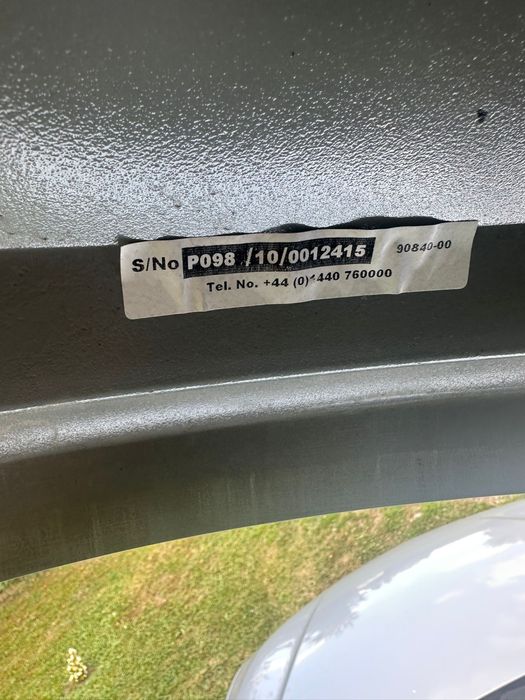 S/No P098 /10/0012415 90840-00
Tel. No. +44 (0)1440 760000